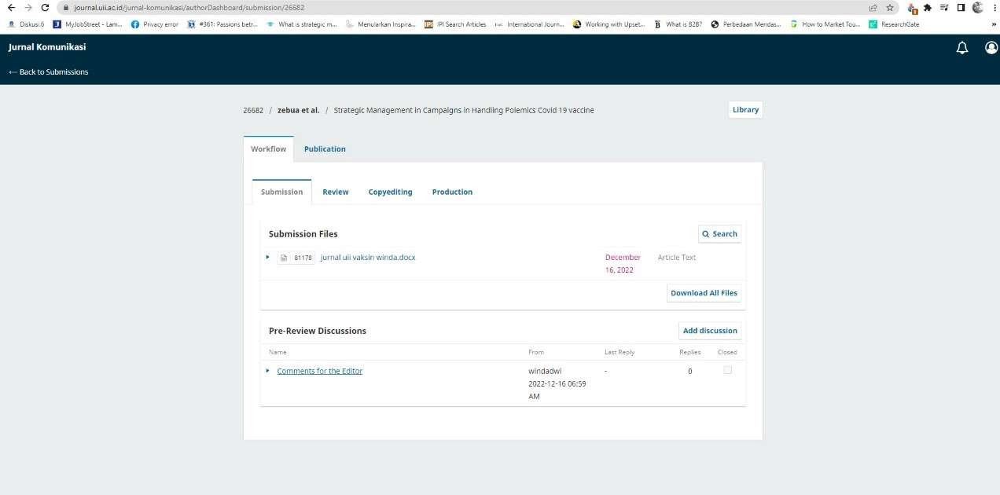 journal.uii.ac.id/jurnal-komunikasi/authorDashboard/submission/26682
1
Diskusi 6 MyJobStreet - Lam... Privacy error #361: Passions betr... What is strategic m... Menularkan Inspira... IPI IPI Search Articles International Journ... Working with Upset... What is B2B? Perbedaan Mendas... How to Market Tou... ResearchGate »
Jurnal Komunikasi
← Back to Submissions
26682 / zebua et al. / Strategic Management in Campaigns in Handling Polemics Covid 19 vaccine Library
Workflow Publication
Submission Review Copyediting Production
Submission Files Search
81178 jurnal uii vaksin winda.docx December Article Text
16, 2022
Download All Files
Pre-Review Discussions Add discussion
Name From Last Reply Replies Closed
Comments for the Editor windadwi - 0
2022-12-16 06:59
AM